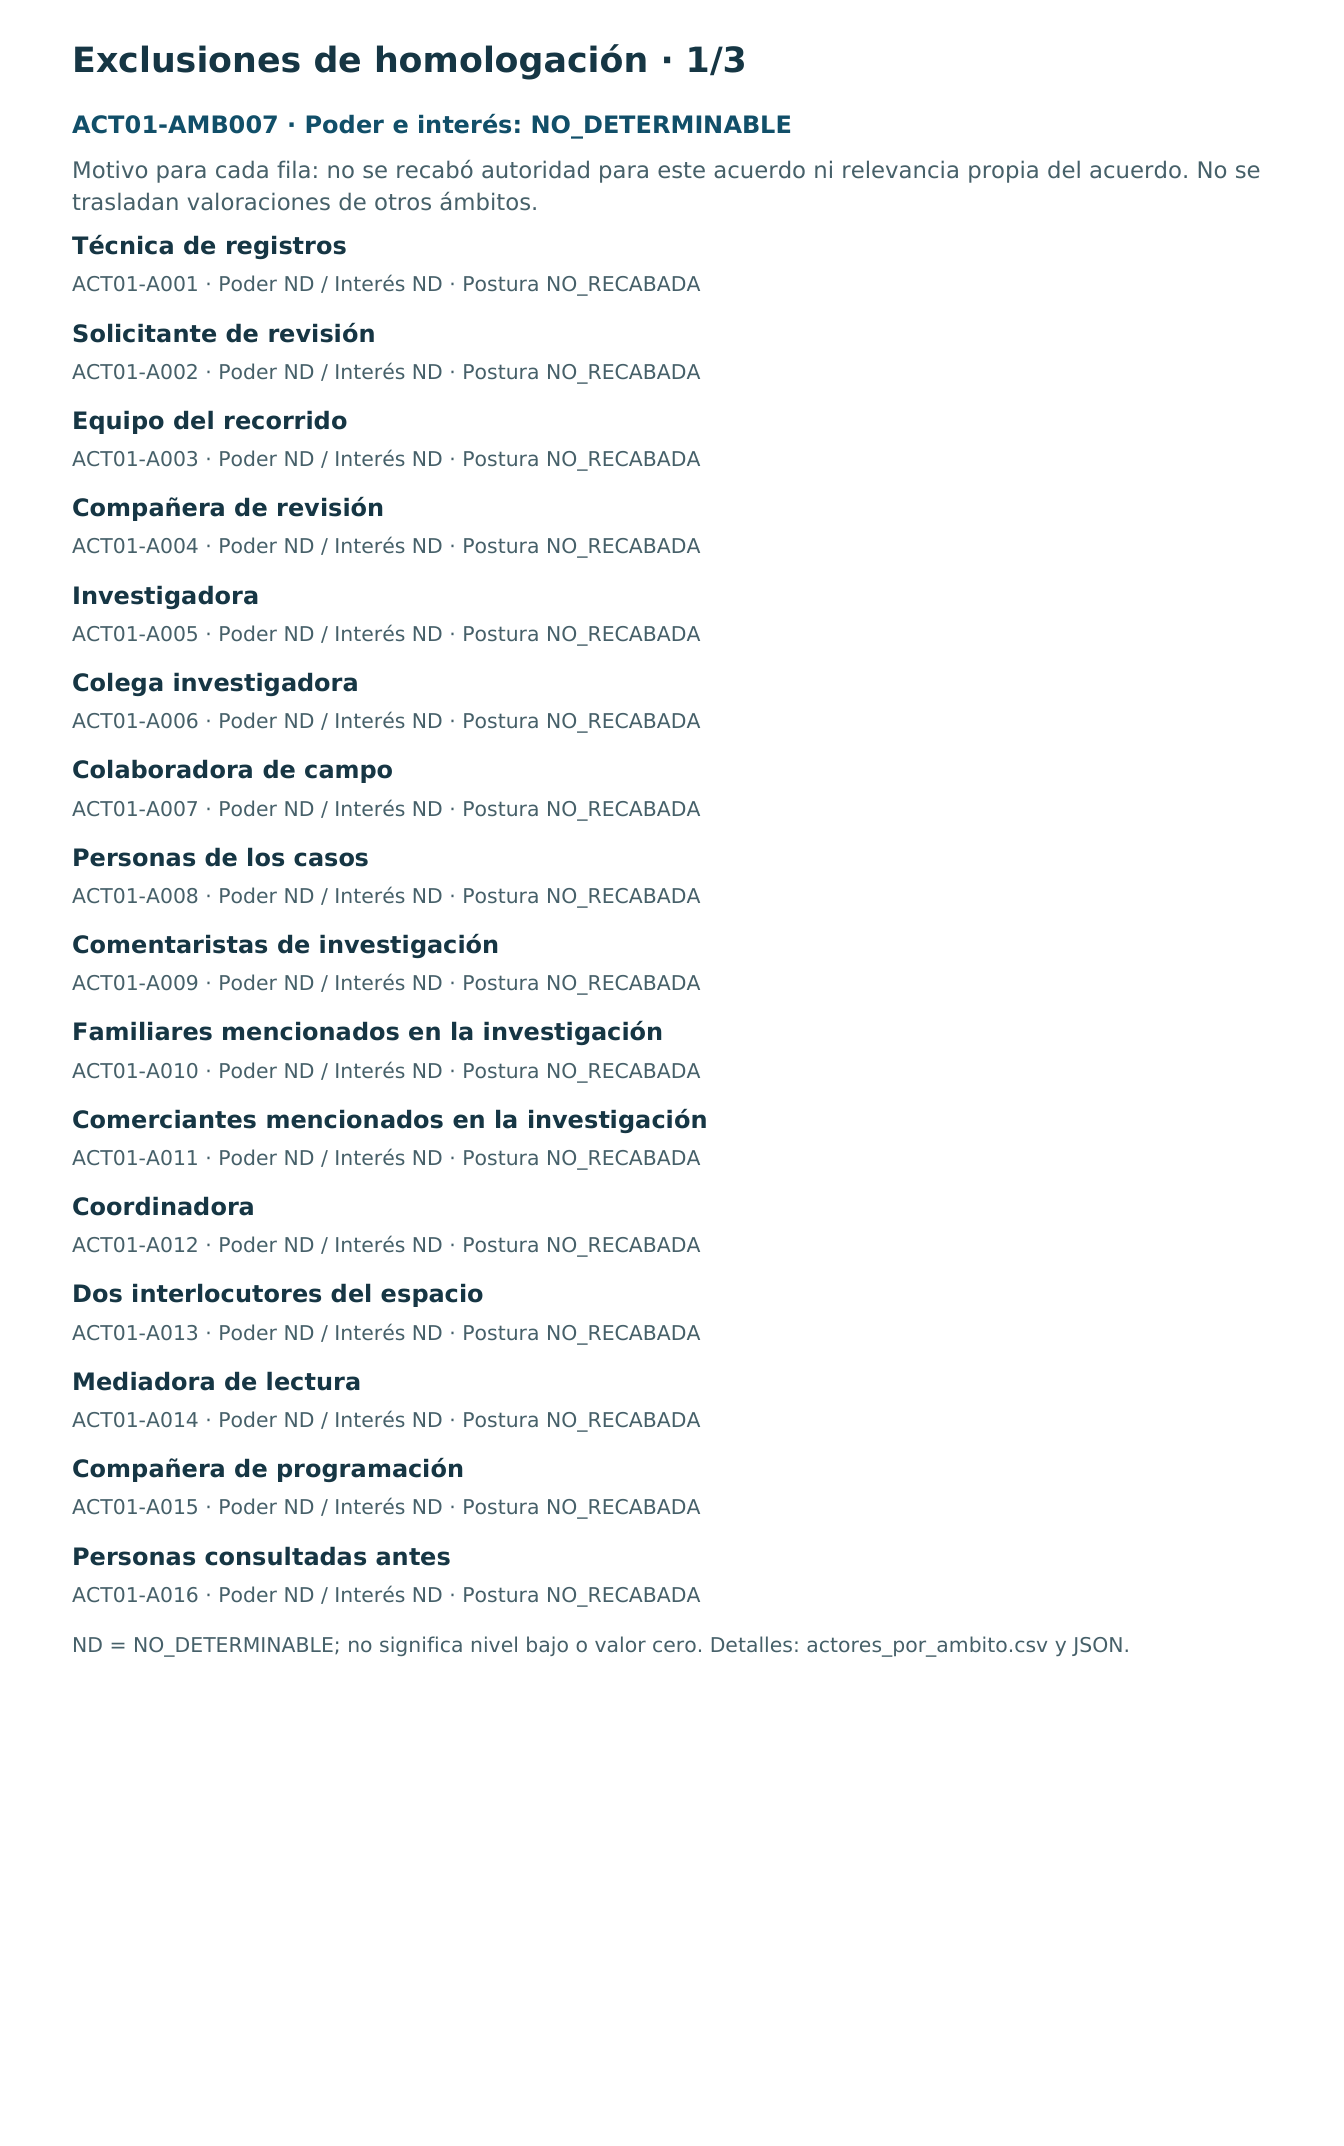 Exclusiones de homologación · 1/3
ACT01-AMB007 · Poder e interés: NO_DETERMINABLE
Motivo para cada fila: no se recabó autoridad para este acuerdo ni relevancia propia del acuerdo. No se
trasladan valoraciones de otros ámbitos.
Técnica de registros
ACT01-A001 · Poder ND / Interés ND · Postura NO_RECABADA
Solicitante de revisión
ACT01-A002 · Poder ND / Interés ND · Postura NO_RECABADA
Equipo del recorrido
ACT01-A003 · Poder ND / Interés ND · Postura NO_RECABADA
Compañera de revisión
ACT01-A004 · Poder ND / Interés ND · Postura NO_RECABADA
Investigadora
ACT01-A005 · Poder ND / Interés ND · Postura NO_RECABADA
Colega investigadora
ACT01-A006 · Poder ND / Interés ND · Postura NO_RECABADA
Colaboradora de campo
ACT01-A007 · Poder ND / Interés ND · Postura NO_RECABADA
Personas de los casos
ACT01-A008 · Poder ND / Interés ND · Postura NO_RECABADA
Comentaristas de investigación
ACT01-A009 · Poder ND / Interés ND · Postura NO_RECABADA
Familiares mencionados en la investigación
ACT01-A010 · Poder ND / Interés ND · Postura NO_RECABADA
Comerciantes mencionados en la investigación
ACT01-A011 · Poder ND / Interés ND · Postura NO_RECABADA
Coordinadora
ACT01-A012 · Poder ND / Interés ND · Postura NO_RECABADA
Dos interlocutores del espacio
ACT01-A013 · Poder ND / Interés ND · Postura NO_RECABADA
Mediadora de lectura
ACT01-A014 · Poder ND / Interés ND · Postura NO_RECABADA
Compañera de programación
ACT01-A015 · Poder ND / Interés ND · Postura NO_RECABADA
Personas consultadas antes
ACT01-A016 · Poder ND / Interés ND · Postura NO_RECABADA
ND = NO_DETERMINABLE; no significa nivel bajo o valor cero. Detalles: actores_por_ambito.csv y JSON.